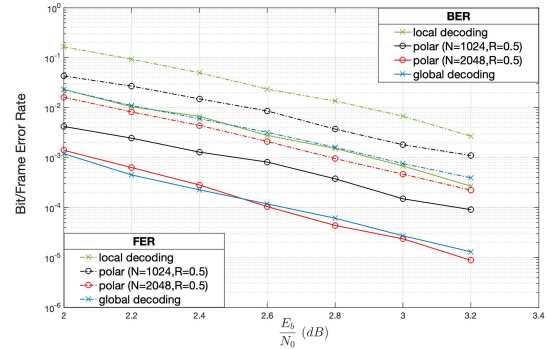 BER
local decoding
polar (N=1024,R=0.5)
polar (N=2048,R=0.5)
global decoding
FER
local decoding
polar (N=1024,R=0.5)
polar (N=2048,R=0.5)
global decoding
Bit/Frame Error Rate
10^0
10^-1
10^-2
10^-3
10^-4
10^-5
10^-6
2 2.2 2.4 2.6 2.8 3 3.2 3.4
E_b/N_0 (dB)